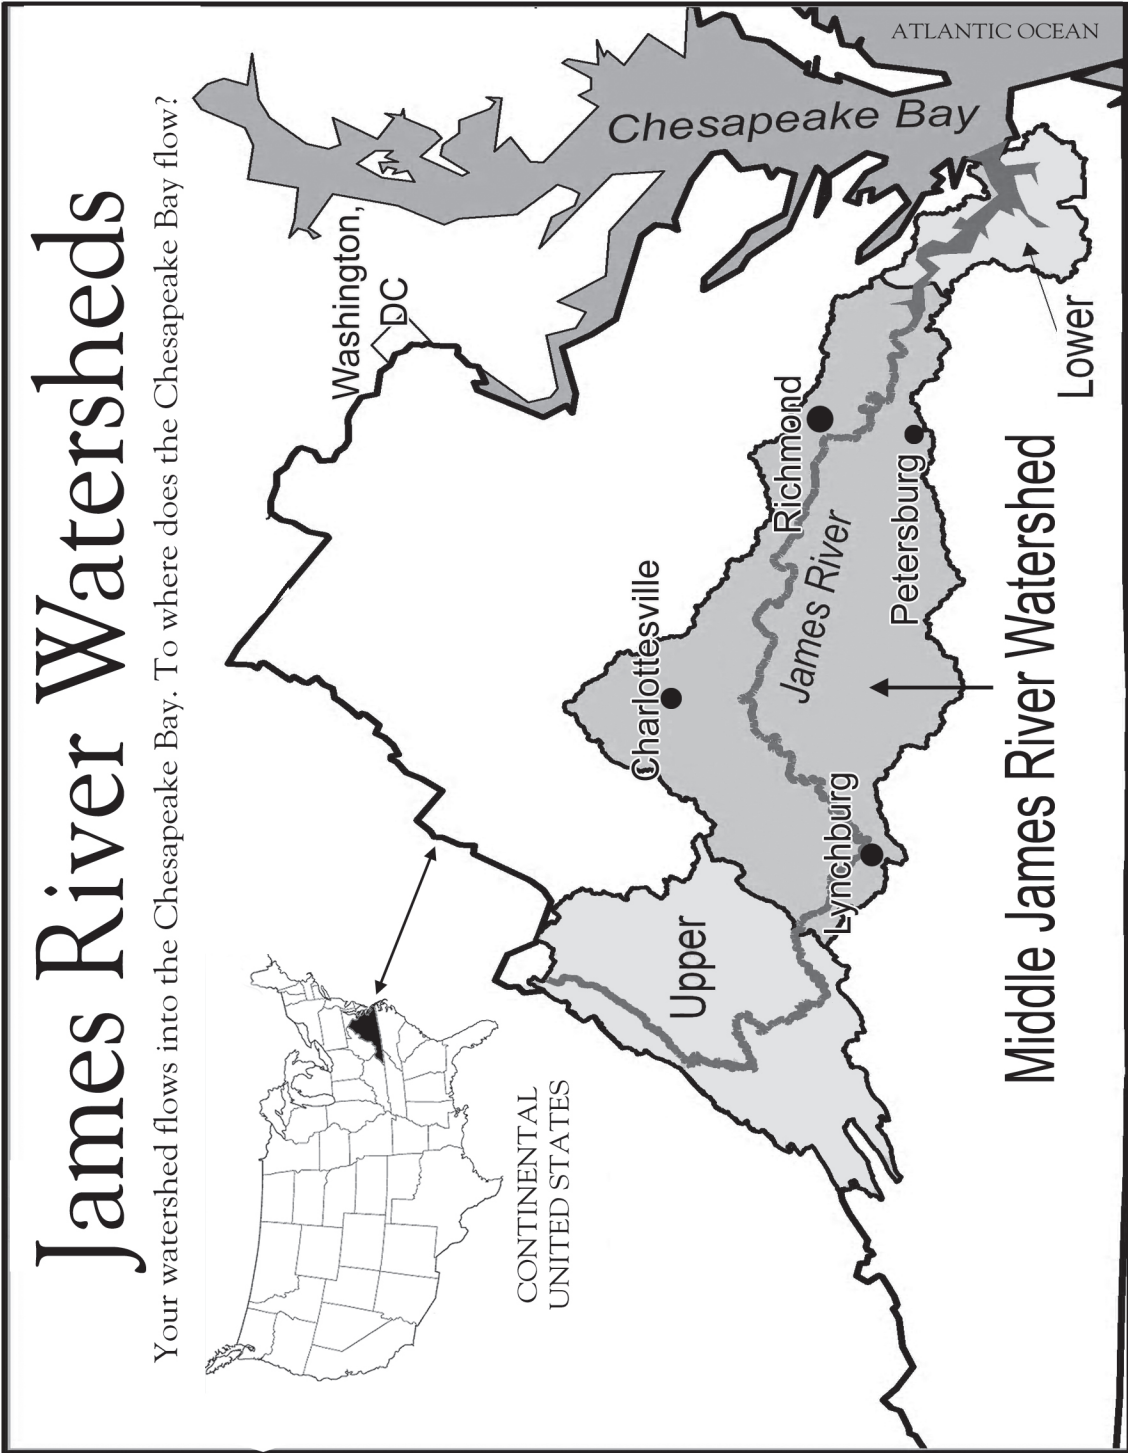 James River Watersheds
Your watershed flows into the Chesapeake Bay. To where does the Chesapeake Bay flow?
CONTINENTAL
UNITED STATES
Washington,
DC
ATLANTIC OCEAN
Chesapeake Bay
Charlottesville
Richmond
James River
Petersburg
Lynchburg
Upper
Lower
Middle James River Watershed